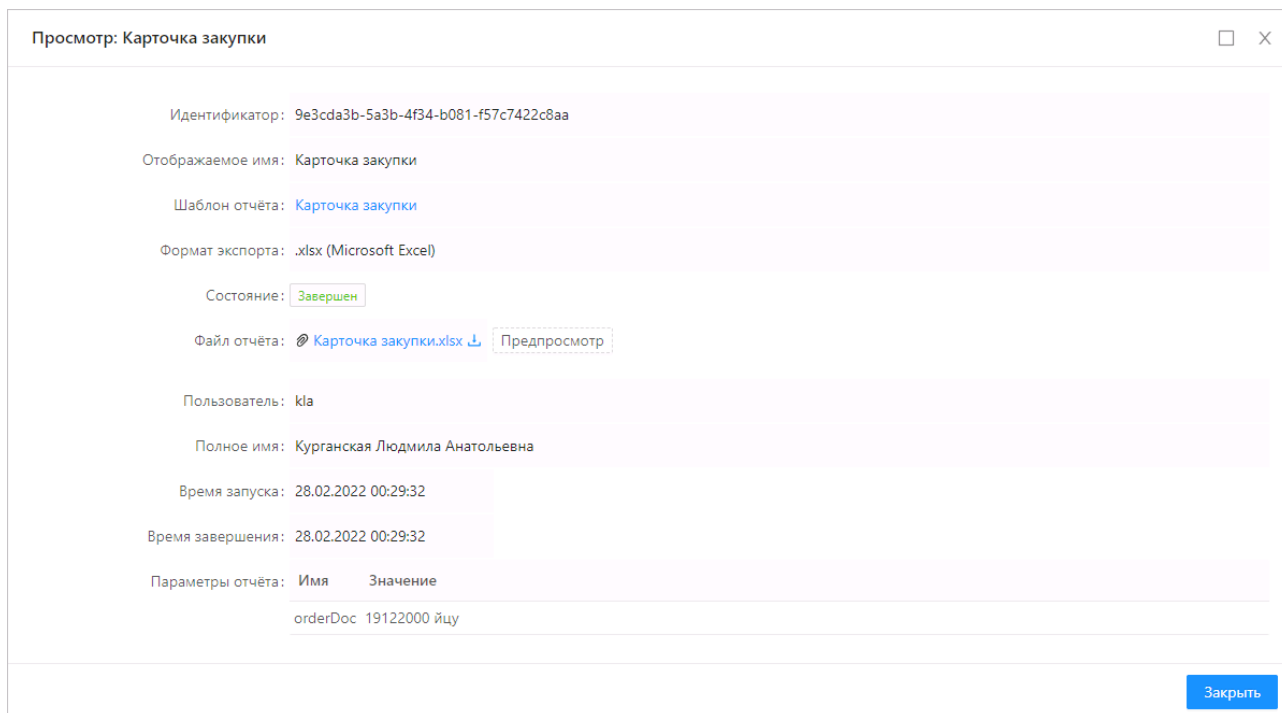 Просмотр: Карточка закупки
Идентификатор: 9e3cda3b-5a3b-4f34-b081-f57c7422c8aa
Отображаемое имя: Карточка закупки
Шаблон отчёта: Карточка закупки
Формат экспорта: .xlsx (Microsoft Excel)
Состояние: Завершен
Файл отчёта: Карточка закупки.xlsx Предпросмотр
Пользователь: kla
Полное имя: Курганская Людмила Анатольевна
Время запуска: 28.02.2022 00:29:32
Время завершения: 28.02.2022 00:29:32
Параметры отчёта: Имя Значение
orderDoc 19122000 йцу
Закрыть